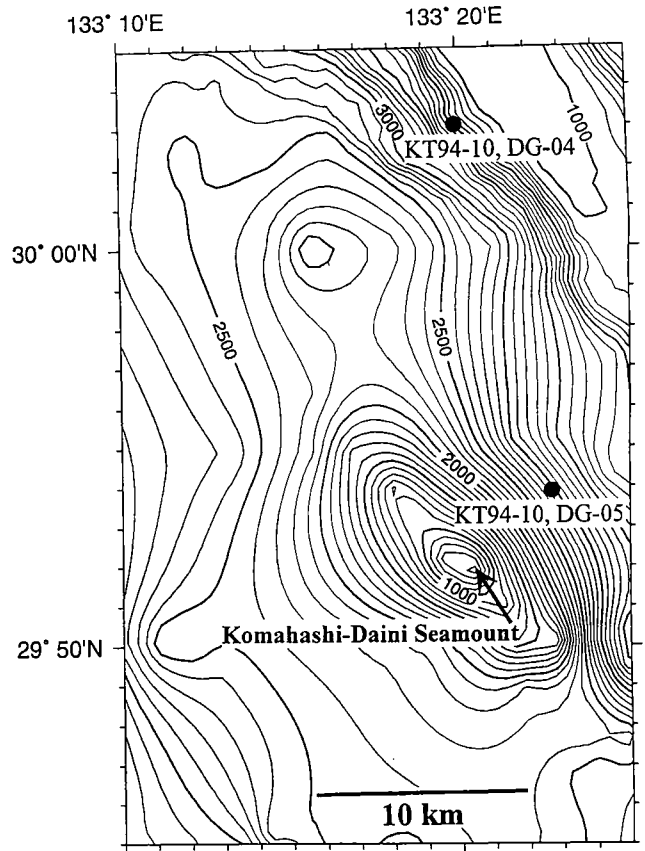 133° 10'E
133° 20'E
3000
1000
KT94-10, DG-04
30° 00'N
2500
2500
2000
KT94-10, DG-05
1000
Komahashi-Daini Seamount
29° 50'N
10 km